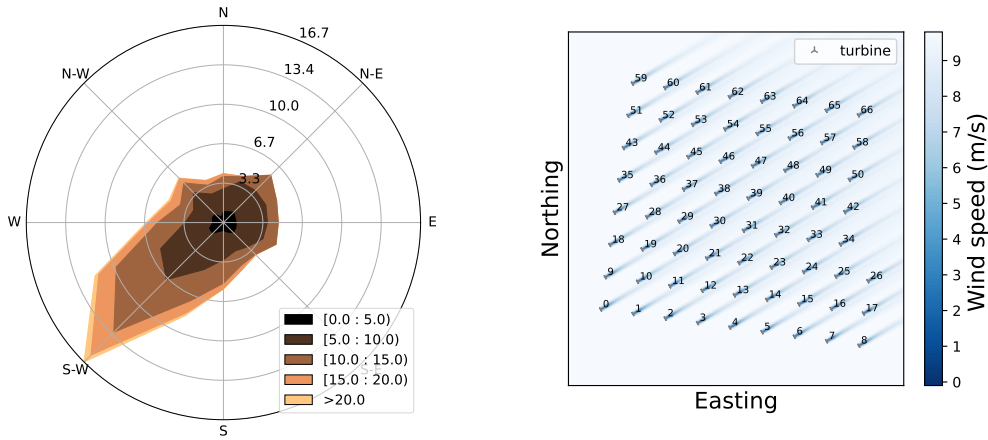 N
16.7
13.4
10.0
6.7
3.3
N-W
N-E
W
E
S-W
S-E
S
[0.0 : 5.0)
[5.0 : 10.0)
[10.0 : 15.0)
[15.0 : 20.0)
>20.0
turbine
59 60 61 62 63 64 65 66
51 52 53 54 55 56 57 58
43 44 45 46 47 48 49 50
35 36 37 38 39 40 41 42
27 28 29 30 31 32 33 34
18 19 20 21 22 23 24 25 26
9 10 11 12 13 14 15 16 17
0 1 2 3 4 5 6 7 8
Northing
Easting
9
8
7
6
5
4
3
2
1
0
Wind speed (m/s)